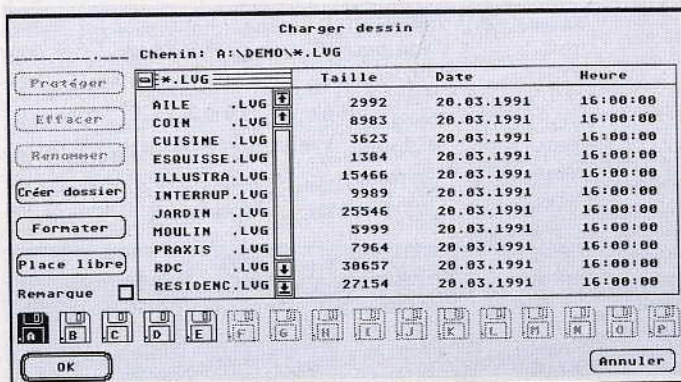 Charger dessin
________.___ Chemin: A:\DEMO\*.LVG
Protéger
Effacer
Renommer
Créer dossier
Formater
Place libre
Remarque
*.LVG Taille Date Heure
AILE .LVG 2992 20.03.1991 16:00:00
COIN .LVG 8983 20.03.1991 16:00:00
CUISINE .LVG 3623 20.03.1991 16:00:00
ESQUISSE.LVG 1304 20.03.1991 16:00:00
ILLUSTRA.LVG 15466 20.03.1991 16:00:00
INTERRUP.LVG 9989 20.03.1991 16:00:00
JARDIN .LVG 25546 20.03.1991 16:00:00
MOULIN .LVG 5999 20.03.1991 16:00:00
PRAXIS .LVG 7964 20.03.1991 16:00:00
RDC .LVG 30657 20.03.1991 16:00:00
RESIDENC.LVG 27154 20.03.1991 16:00:00
A B C D E F G H I J K L M N O P
OK Annuler